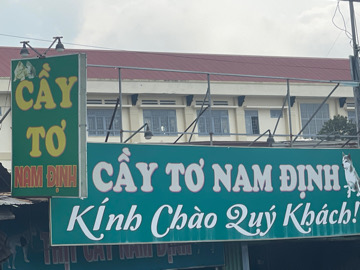 CẦY
TƠ
NAM ĐỊNH
CẦY TƠ NAM ĐỊNH
Kính Chào Quý Khách!